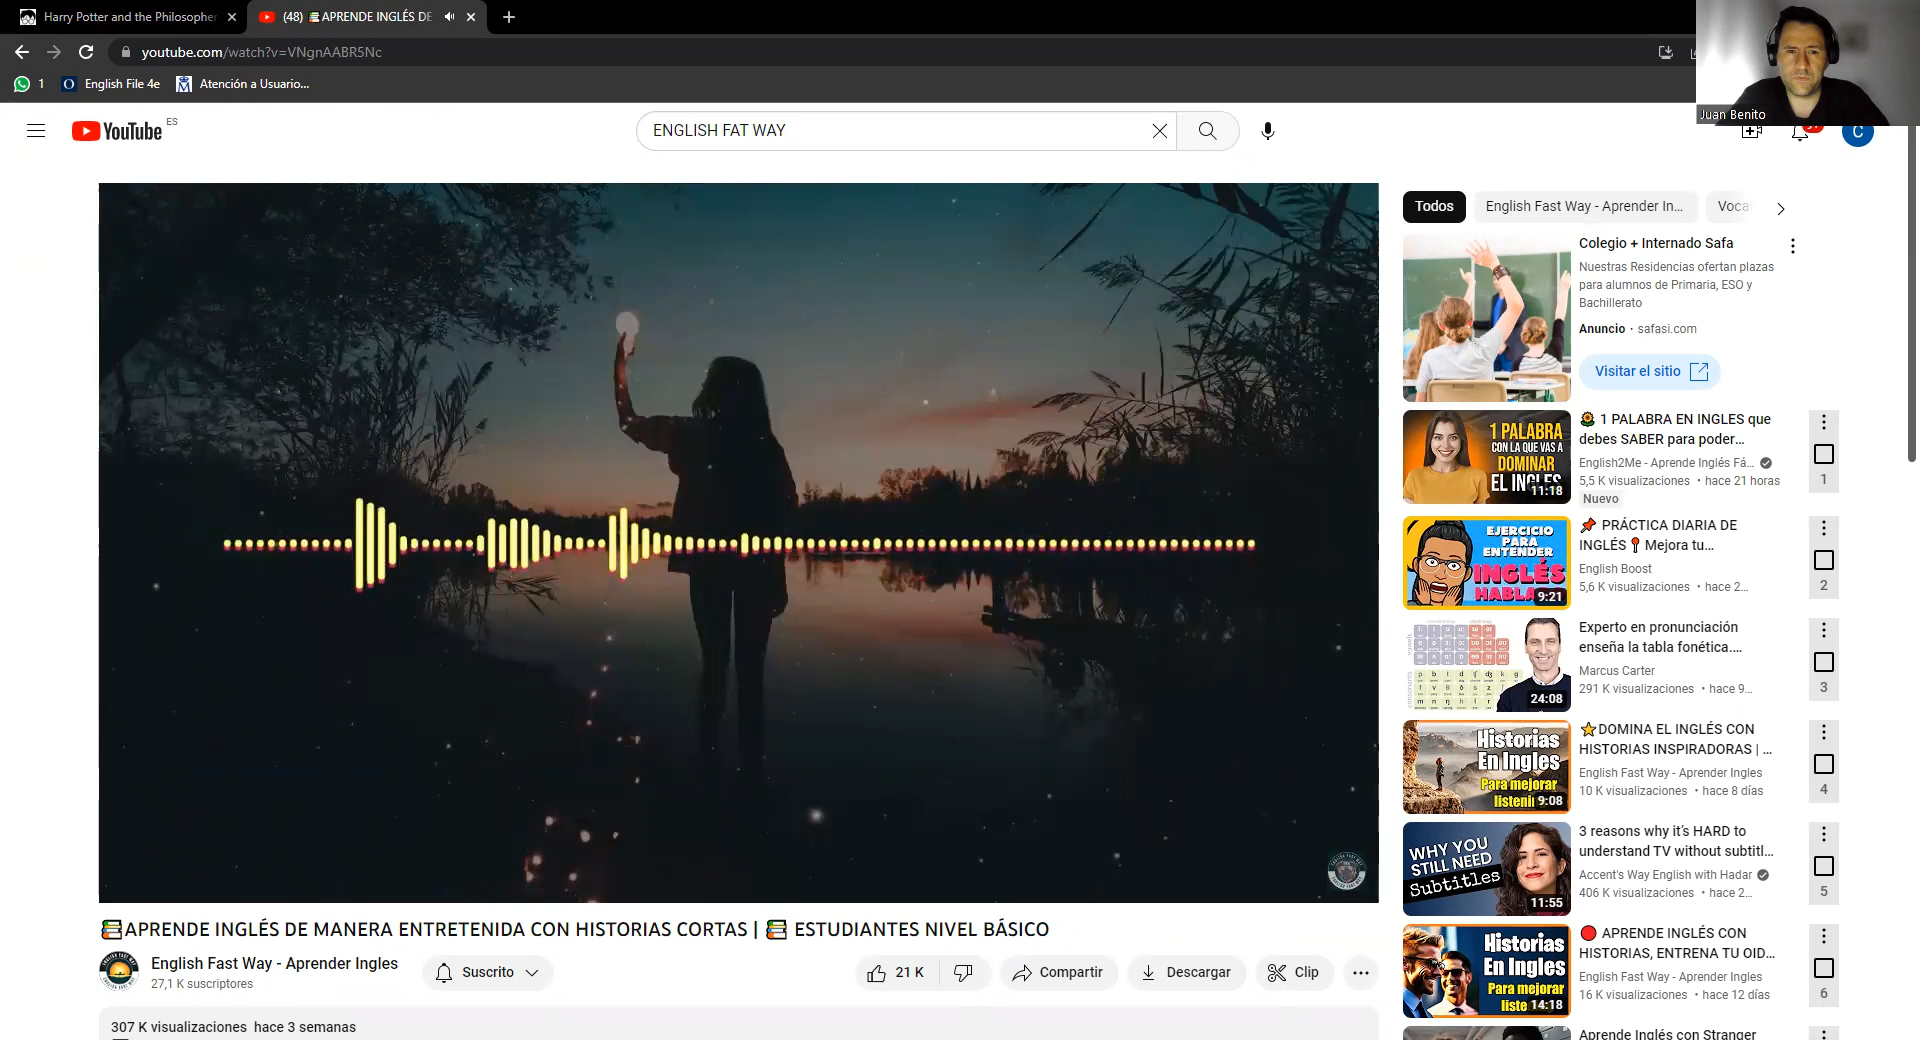 Harry Potter and the Philosopher
(48) 📚APRENDE INGLÉS DE
youtube.com/watch?v=VNgnAABR5Nc
1
English File 4e
Atención a Usuario...
Juan Benito
YouTube
ES
ENGLISH FAT WAY
C
Todos
English Fast Way - Aprender In...
Colegio + Internado Safa
Nuestras Residencias ofertan plazas
para alumnos de Primaria, ESO y
Bachillerato
Anuncio · safasi.com
Visitar el sitio
1 PALABRA
CON LA QUE VAS A
DOMINAR
EL INGLES
11:18
🌻 1 PALABRA EN INGLES que
debes SABER para poder...
English2Me - Aprende Inglés Fá...
5,5 K visualizaciones • hace 21 horas
Nuevo
1
EJERCICIO
PARA
ENTENDER
INGLÉS
9:21
📌 PRÁCTICA DIARIA DE
INGLÉS📍Mejora tu...
English Boost
5,6 K visualizaciones • hace 2...
2
24:08
Experto en pronunciación
enseña la tabla fonética....
Marcus Carter
291 K visualizaciones • hace 9...
3
Historias
En Ingles
Para mejorar
9:08
⭐DOMINA EL INGLÉS CON
HISTORIAS INSPIRADORAS | ...
English Fast Way - Aprender Ingles
10 K visualizaciones • hace 8 días
4
WHY YOU
STILL NEED
Subtitles
11:55
3 reasons why it's HARD to
understand TV without subtitl...
Accent's Way English with Hadar
406 K visualizaciones • hace 2...
5
Historias
En Ingles
Para mejorar
14:18
🔴 APRENDE INGLÉS CON
HISTORIAS, ENTRENA TU OID...
English Fast Way - Aprender Ingles
16 K visualizaciones • hace 12 días
6
Aprende Inglés con Stranger
📚APRENDE INGLÉS DE MANERA ENTRETENIDA CON HISTORIAS CORTAS | 📚 ESTUDIANTES NIVEL BÁSICO
English Fast Way - Aprender Ingles
27,1 K suscriptores
Suscrito
21 K
Compartir
Descargar
Clip
307 K visualizaciones hace 3 semanas